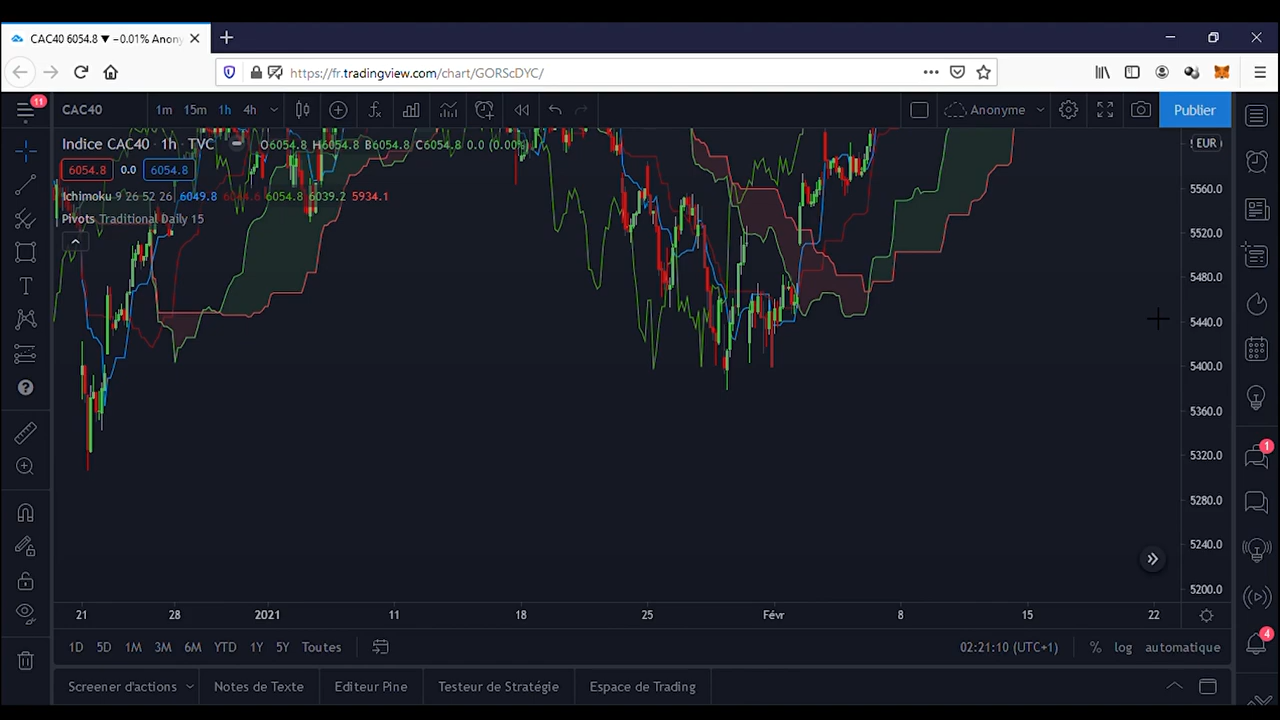 CAC40 6054.8 ▼ −0.01% Anony
https://fr.tradingview.com/chart/GORScDYC/
11
CAC40 1m 15m 1h 4h Anonyme Publier
Indice CAC40 · 1h · TVC O6054.8 H6054.8 B6054.8 C6054.8 0.0 (0.00%) EUR
6054.8 0.0 6054.8
Ichimoku 9 26 52 26 6049.8 6044.6 6054.8 6039.2 5934.1
Pivots Traditional Daily 15
5560.0
5520.0
5480.0
5440.0
5400.0
5360.0
5320.0
5280.0
5240.0
5200.0
1
4
21 28 2021 11 18 25 Févr 8 15 22
1D 5D 1M 3M 6M YTD 1Y 5Y Toutes 02:21:10 (UTC+1) % log automatique
Screener d'actions Notes de Texte Editeur Pine Testeur de Stratégie Espace de Trading